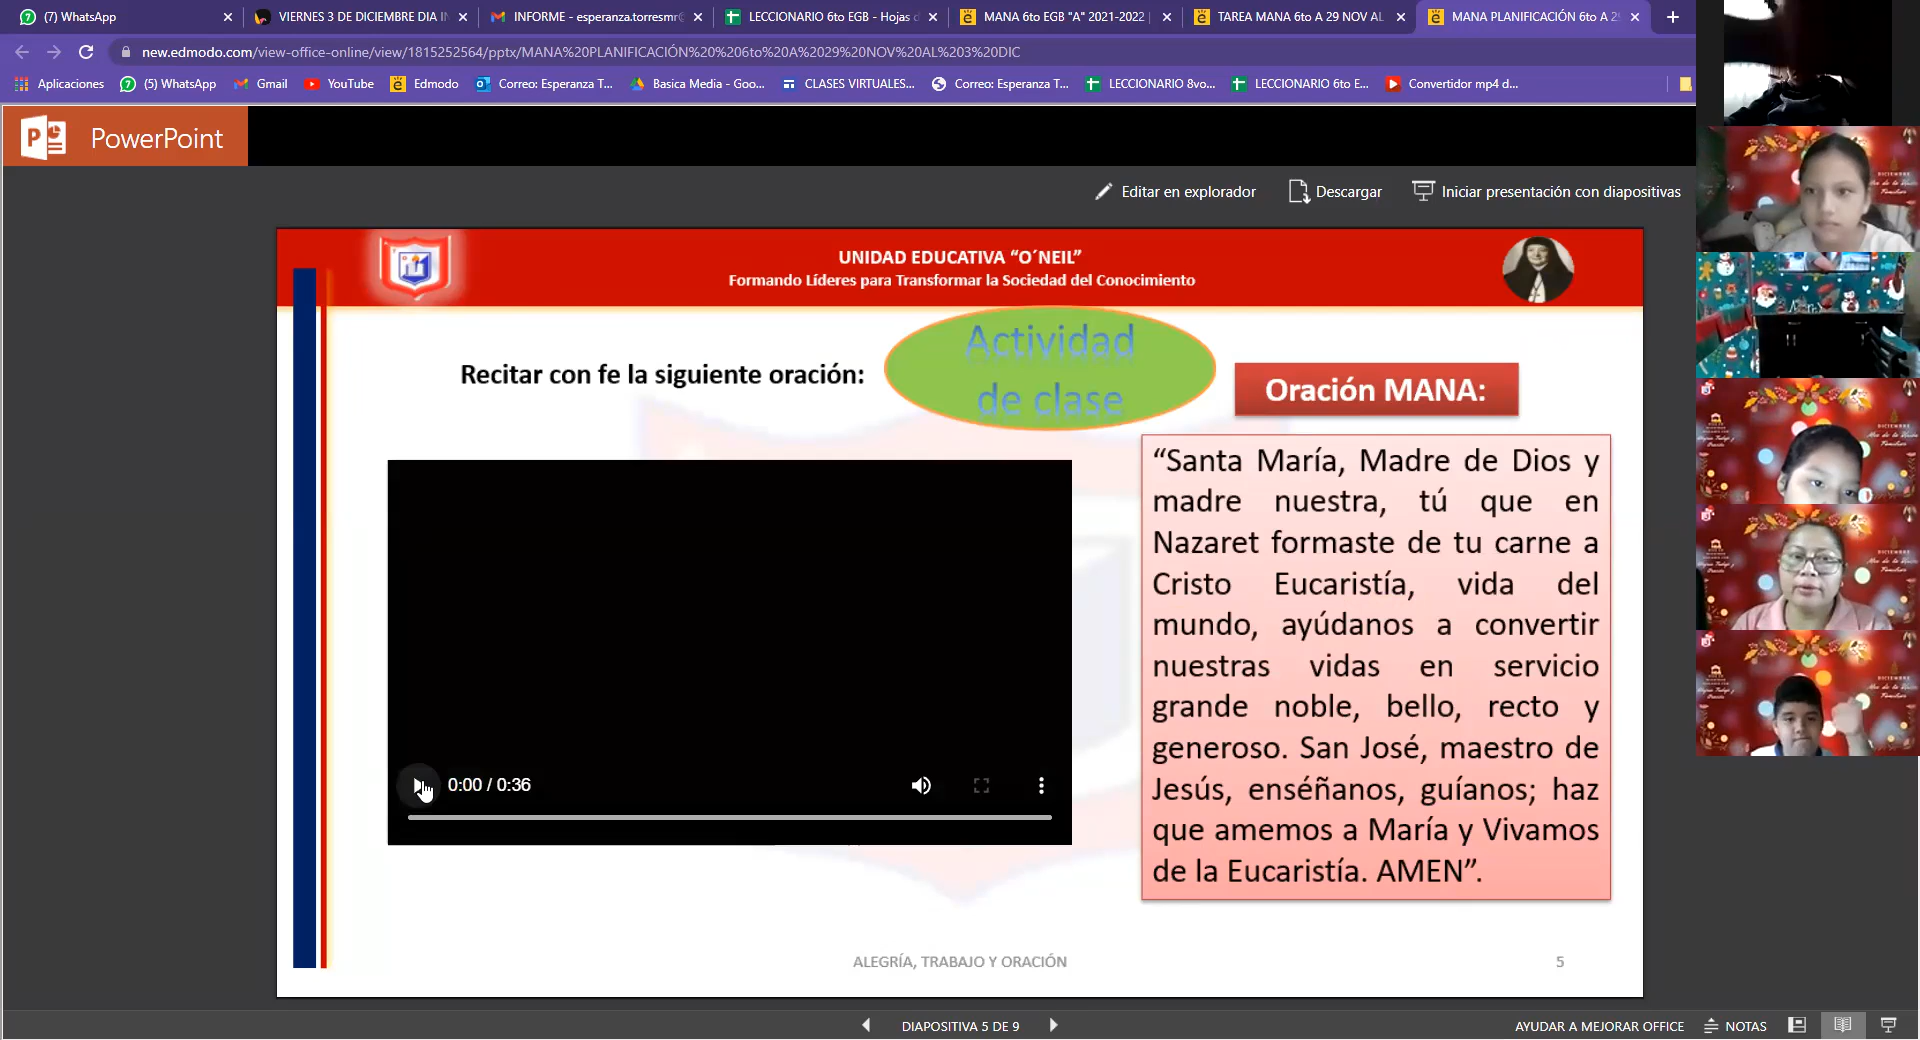 (7) WhatsApp
VIERNES 3 DE DICIEMBRE DIA I
INFORME - esperanza.torresmr@
LECCIONARIO 6to EGB - Hojas d
MANA 6to EGB "A" 2021-2022 |
TAREA MANA 6to A 29 NOV AL
MANA PLANIFICACIÓN 6to A 2
new.edmodo.com/view-office-online/view/1815252564/pptx/MANA%20PLANIFICACIÓN%20%206to%20A%2029%20NOV%20AL%203%20DIC
Aplicaciones
(5) WhatsApp
Gmail
YouTube
Edmodo
Correo: Esperanza T...
Basica Media - Goo...
CLASES VIRTUALES...
Correo: Esperanza T...
LECCIONARIO 8vo...
LECCIONARIO 6to E...
Convertidor mp4 d...
PowerPoint
Editar en explorador
Descargar
Iniciar presentación con diapositivas
UNIDAD EDUCATIVA “O´NEIL”
Formando Líderes para Transformar la Sociedad del Conocimiento
Actividad
de clase
Recitar con fe la siguiente oración:
Oración MANA:
“Santa María, Madre de Dios y
madre nuestra, tú que en
Nazaret formaste de tu carne a
Cristo Eucaristía, vida del
mundo, ayúdanos a convertir
nuestras vidas en servicio
grande noble, bello, recto y
generoso. San José, maestro de
Jesús, enséñanos, guíanos; haz
que amemos a María y Vivamos
de la Eucaristía. AMEN”.
0:00 / 0:36
ALEGRÍA, TRABAJO Y ORACIÓN
5
DIAPOSITIVA 5 DE 9
AYUDAR A MEJORAR OFFICE
NOTAS